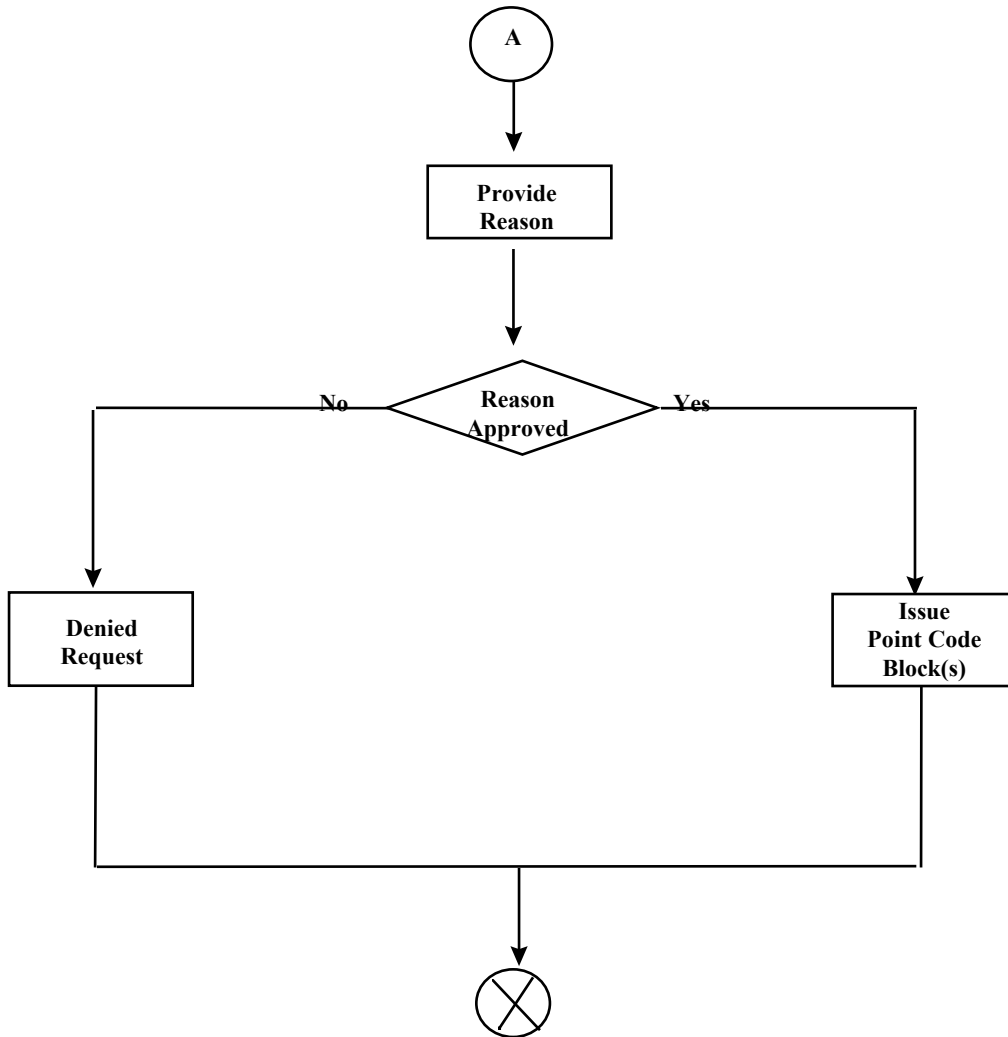 A
Provide
Reason
No
Reason
Approved
Yes
Denied
Request
Issue
Point Code
Block(s)